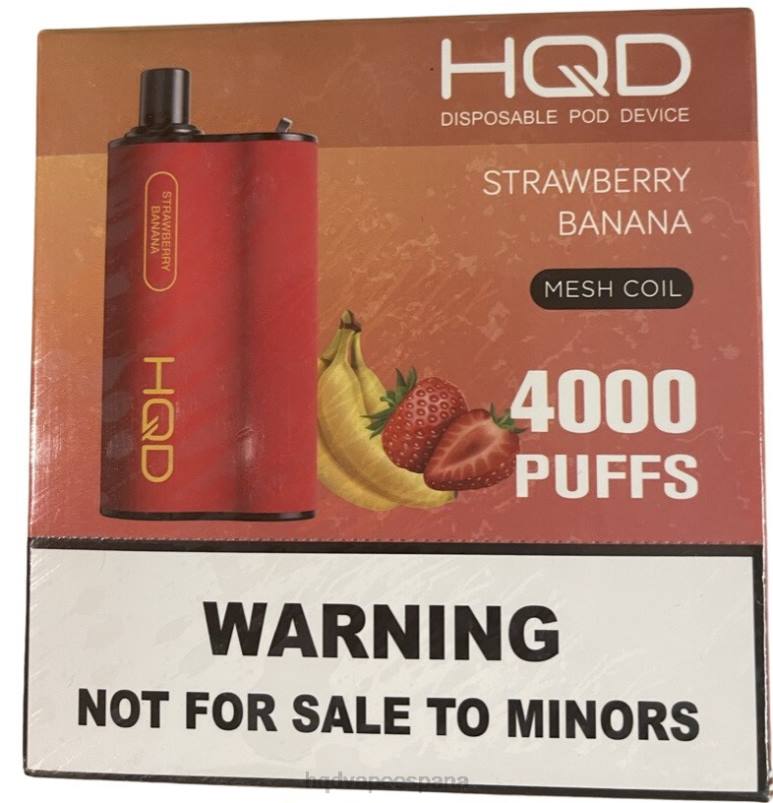 HQD
DISPOSABLE POD DEVICE
STRAWBERRY
BANANA
MESH COIL
STRAWBERRY
BANANA
HQD
4000
PUFFS
WARNING
NOT FOR SALE TO MINORS
hqdvapeespana